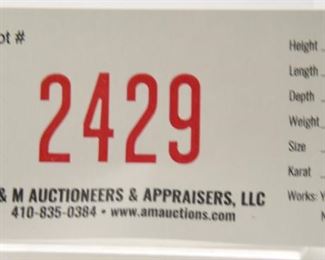 ot #
2429
& M AUCTIONEERS & APPRAISERS, LLC
410-835-0384 • www.amauctions.com
Height
Length
Depth
Weight
Size
Karat
Works: Y
N